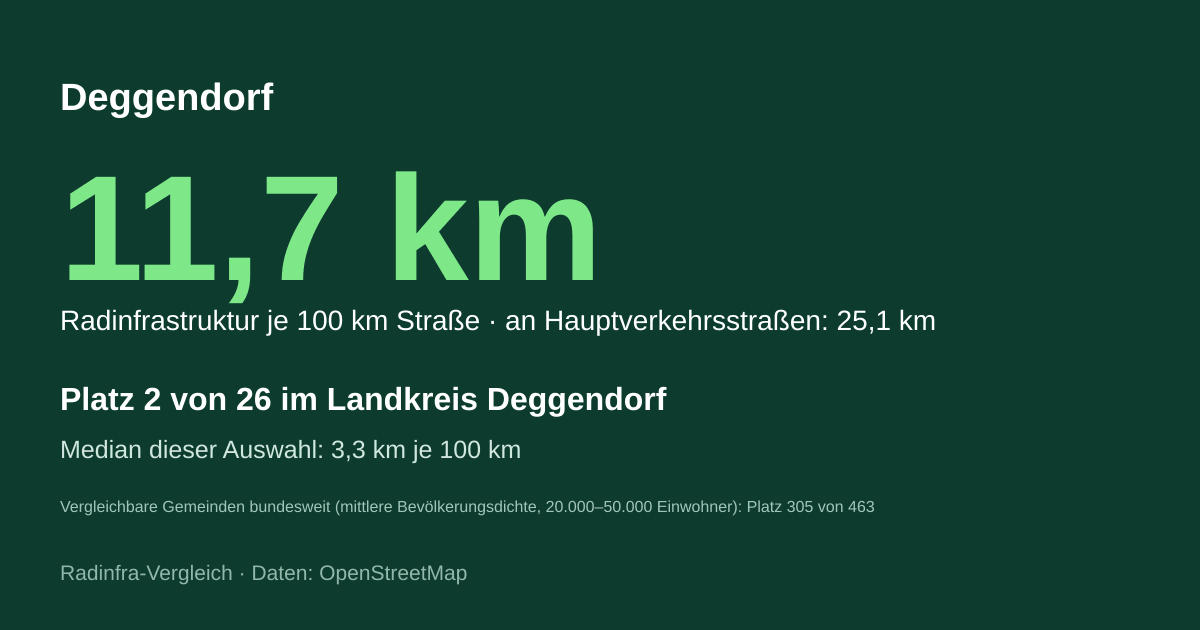 Deggendorf
11,7 km
Radinfrastruktur je 100 km Straße · an Hauptverkehrsstraßen: 25,1 km
Platz 2 von 26 im Landkreis Deggendorf
Median dieser Auswahl: 3,3 km je 100 km
Vergleichbare Gemeinden bundesweit (mittlere Bevölkerungsdichte, 20.000–50.000 Einwohner): Platz 305 von 463
Radinfra-Vergleich · Daten: OpenStreetMap